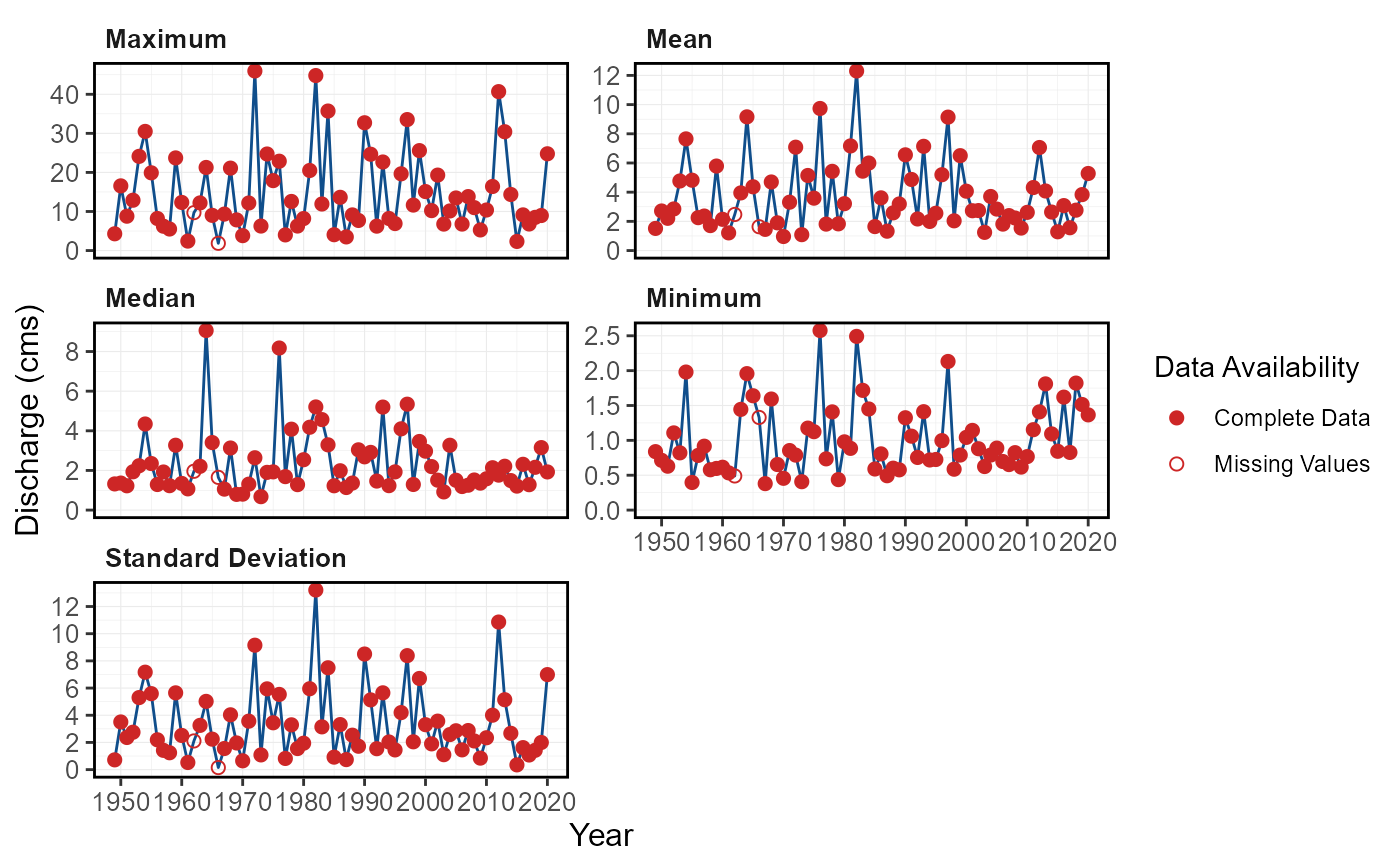 Maximum
Mean
40
30
20
10
0
12
10
8
6
4
2
0
Median
Minimum
8
6
4
2
0
2.5
2.0
1.5
1.0
0.5
0.0
1950 1960 1970 1980 1990 2000 2010 2020
Standard Deviation
12
10
8
6
4
2
0
1950 1960 1970 1980 1990 2000 2010 2020
Discharge (cms)
Year
Data Availability
Complete Data
Missing Values